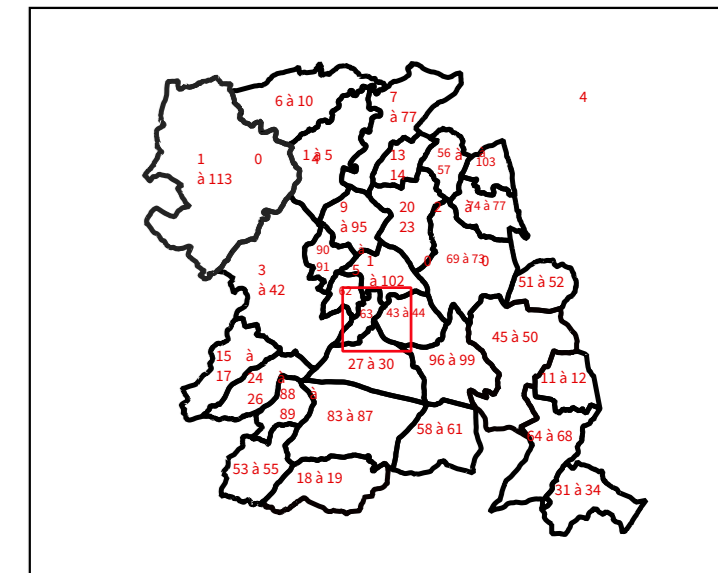 7
4
6 à 10
à 77
1
0
1 à 5
4
13
56 à
à
57
103
à 113
14
9
20
2
à
74 à 77
à 95
23
90
à
1
0
69 à 73
0
91
5
3
à 102
51 à 52
à 42
62
63
43 à 44
45 à 50
15
à
27 à 30
96 à 99
17
24
à
11 à 12
26
88
à
89
83 à 87
58 à 61
64 à 68
53 à 55
18 à 19
31 à 34